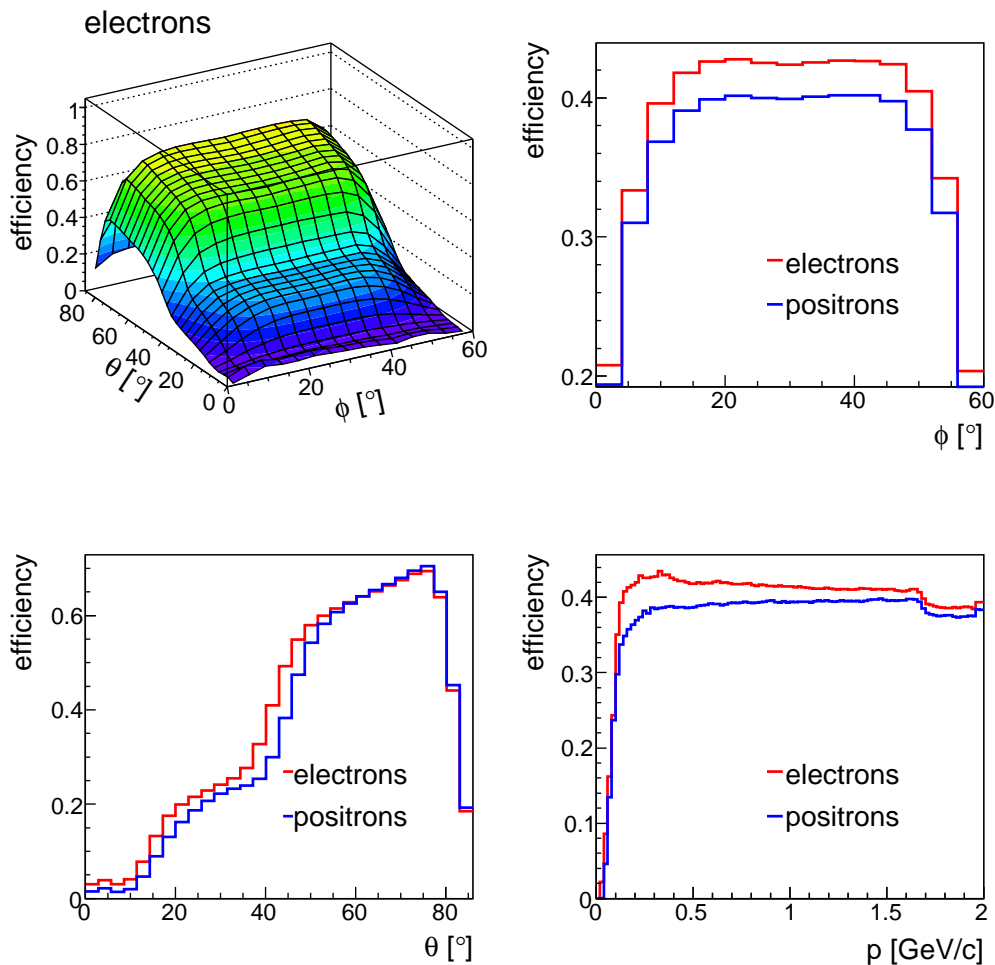 electrons
efficiency
1
0.8
0.6
0.4
0.2
0
80
60
40
20
0
θ [°]
0
20
40
60
ϕ [°]
efficiency
0.4
0.3
0.2
electrons
positrons
0
20
40
60
ϕ [°]
efficiency
0.6
0.4
0.2
0
electrons
positrons
0
20
40
60
80
θ [°]
efficiency
0.4
0.3
0.2
0.1
0
electrons
positrons
0
0.5
1
1.5
2
p [GeV/c]